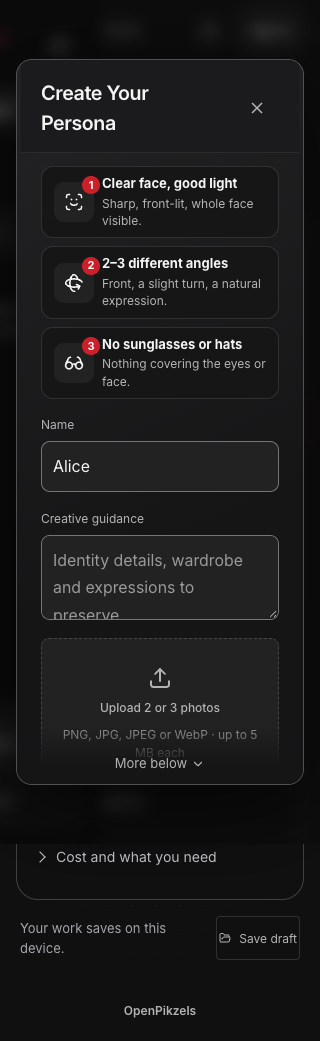 Create Your
Persona
1
Clear face, good light
Sharp, front-lit, whole face
visible.
2
2–3 different angles
Front, a slight turn, a natural
expression.
3
No sunglasses or hats
Nothing covering the eyes or
face.
Name
Alice
Creative guidance
Identity details, wardrobe
and expressions to
preserve
Upload 2 or 3 photos
PNG, JPG, JPEG or WebP · up to 5
MB each
More below
Cost and what you need
Your work saves on this
device.
Save draft
OpenPikzels